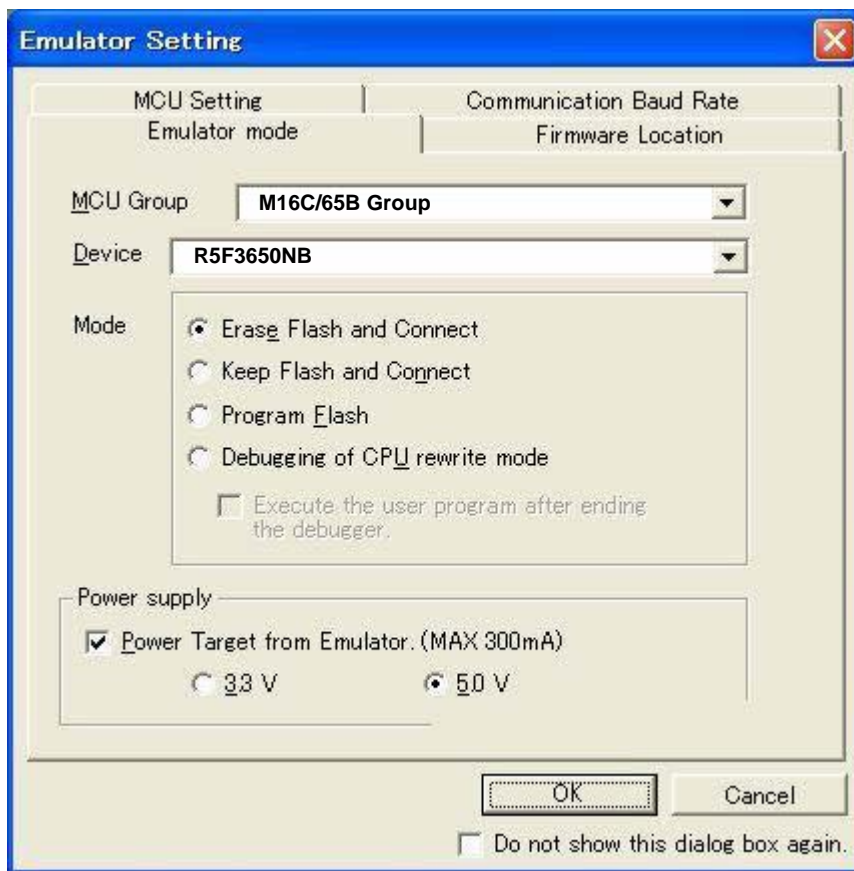 Emulator Setting
MCU Setting
Communication Baud Rate
Emulator mode
Firmware Location
MCU Group
M16C/65B Group
Device
R5F3650NB
Mode
Erase Flash and Connect
Keep Flash and Connect
Program Flash
Debugging of CPU rewrite mode
Execute the user program after ending
the debugger.
Power supply
Power Target from Emulator. (MAX 300mA)
3.3 V
5.0 V
OK
Cancel
Do not show this dialog box again.